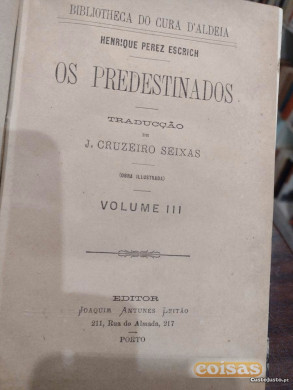 BIBLIOTHECA DO CURA D'ALDEIA
HENRIQUE PEREZ ESCRICH
OS PREDESTINADOS
TRADUCÇÃO
DE
J. CRUZEIRO SEIXAS
(OBRA ILLUSTRADA)
VOLUME III
EDITOR
JOAQUIM ANTUNES LEITÃO
211, Rua do Almada, 217
PORTO
coisas